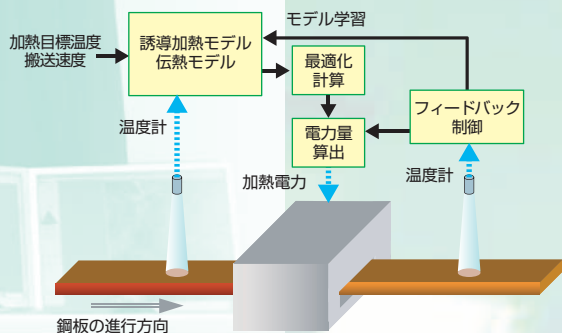 モデル学習
加熱目標温度
搬送速度
誘導加熱モデル
伝熱モデル
最適化
計算
フィードバック
制御
電力量
算出
温度計
加熱電力
温度計
鋼板の進行方向